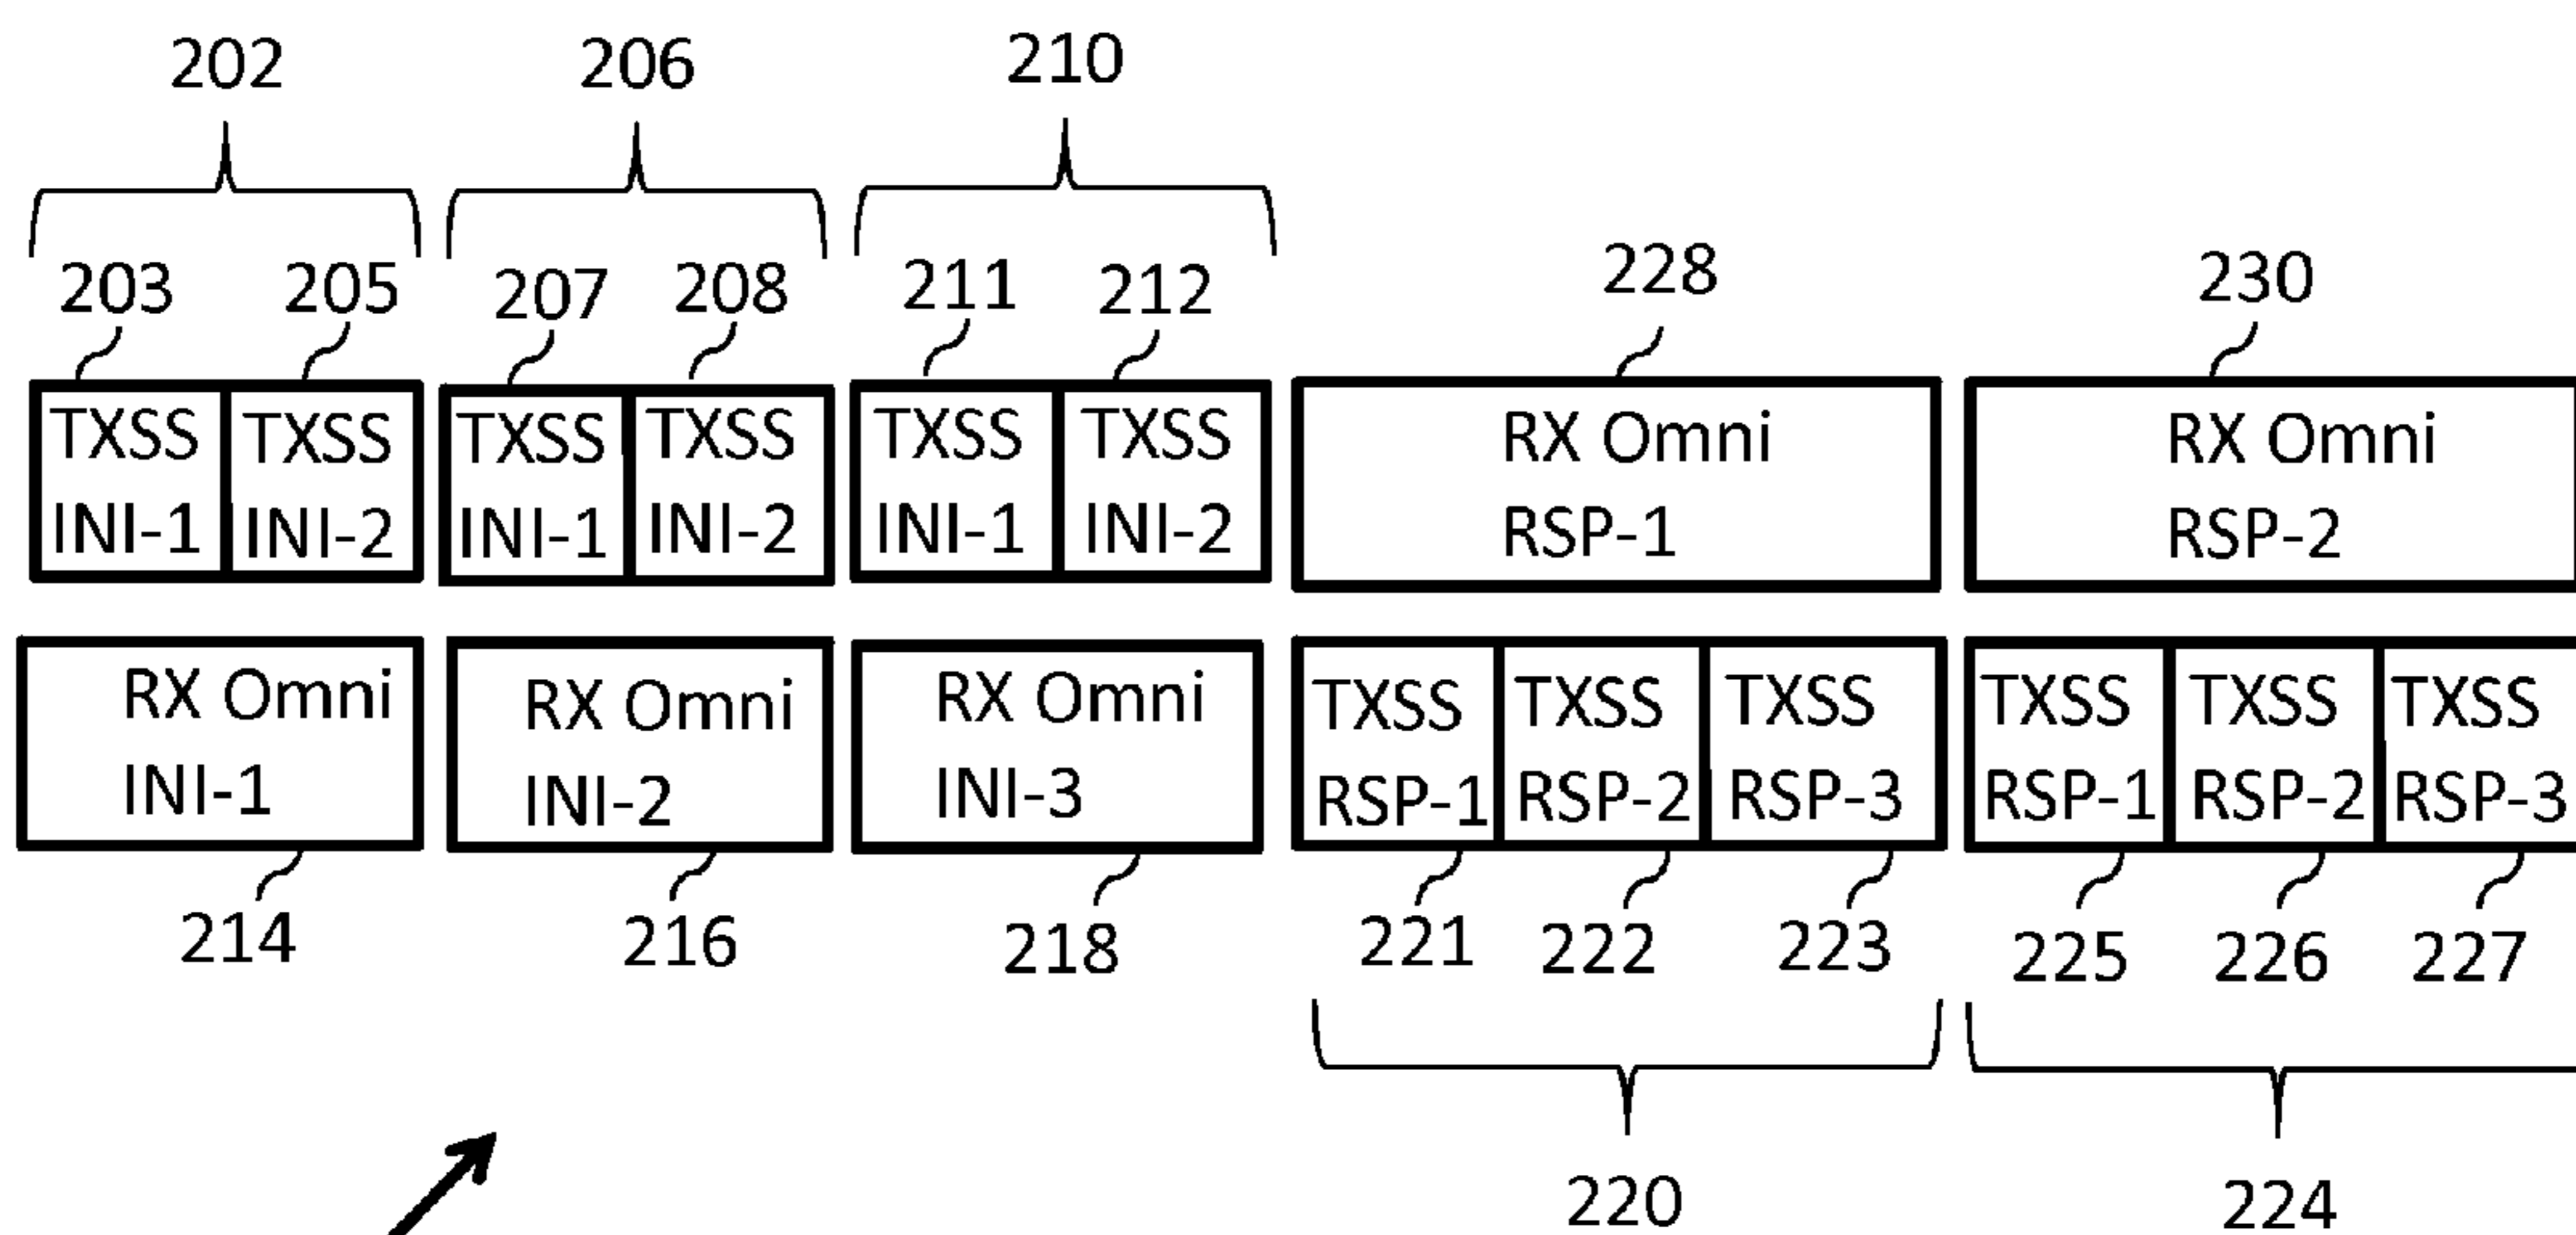 202 206 210
203 205 207 208 211 212 228 230
TXSS TXSS TXSS TXSS TXSS TXSS RX Omni RX Omni
INI-1 INI-2 INI-1 INI-2 INI-1 INI-2 RSP-1 RSP-2
RX Omni RX Omni RX Omni TXSS TXSS TXSS TXSS TXSS TXSS
INI-1 INI-2 INI-3 RSP-1 RSP-2 RSP-3 RSP-1 RSP-2 RSP-3
214 216 218 221 222 223 225 226 227
220 224